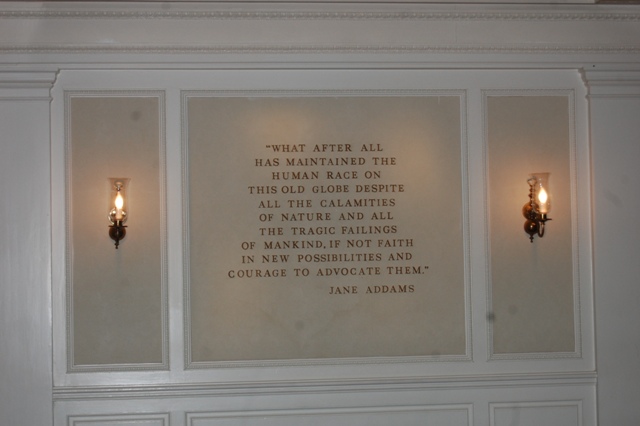 "WHAT AFTER ALL
HAS MAINTAINED THE
HUMAN RACE ON
THIS OLD GLOBE DESPITE
ALL THE CALAMITIES
OF NATURE AND ALL
THE TRAGIC FAILINGS
OF MANKIND, IF NOT FAITH
IN NEW POSSIBILITIES AND
COURAGE TO ADVOCATE THEM."
JANE ADDAMS